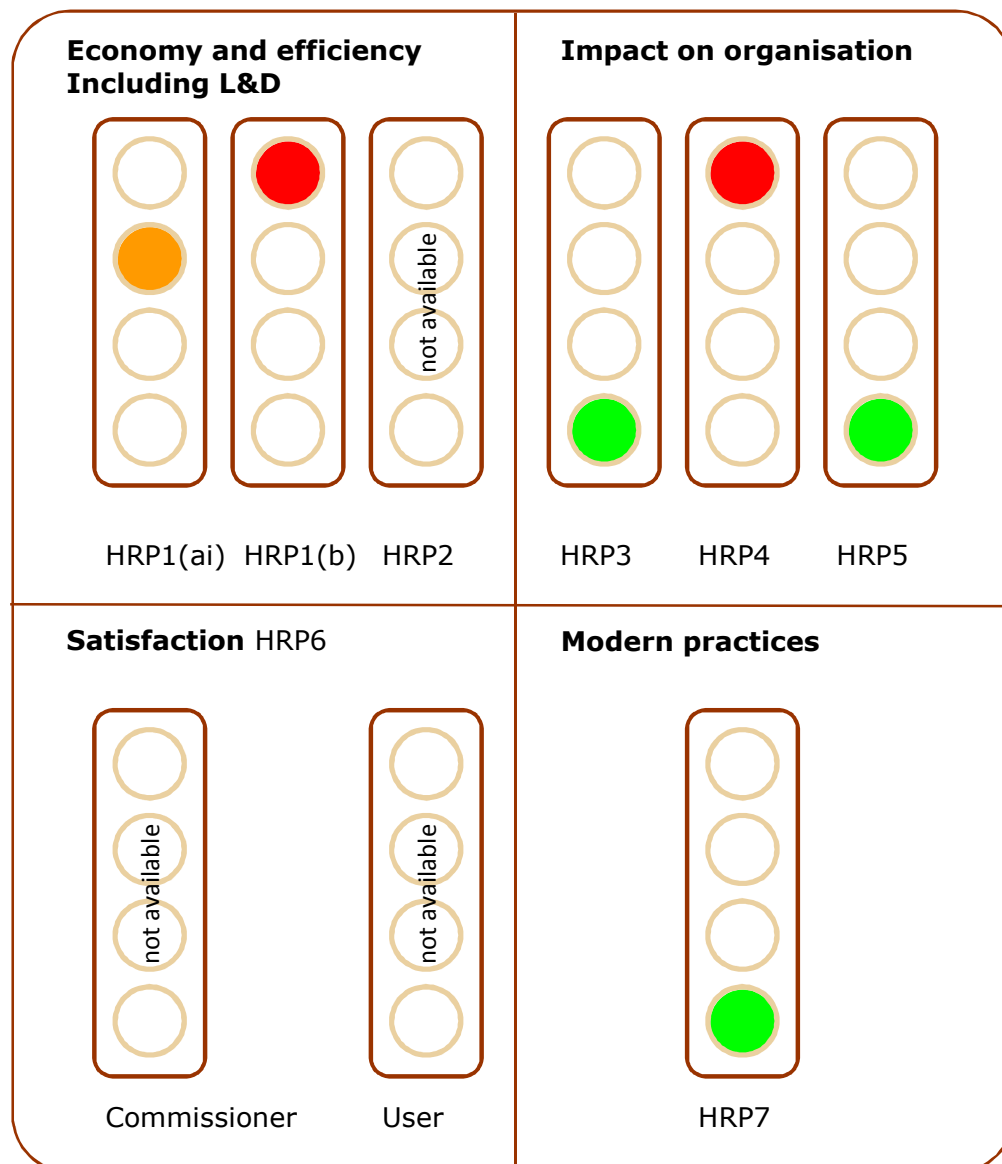 Economy and efficiency
Including L&D
not available
HRP1(ai) HRP1(b) HRP2
Impact on organisation
HRP3 HRP4 HRP5
Satisfaction HRP6
not available
not available
Commissioner User
Modern practices
HRP7